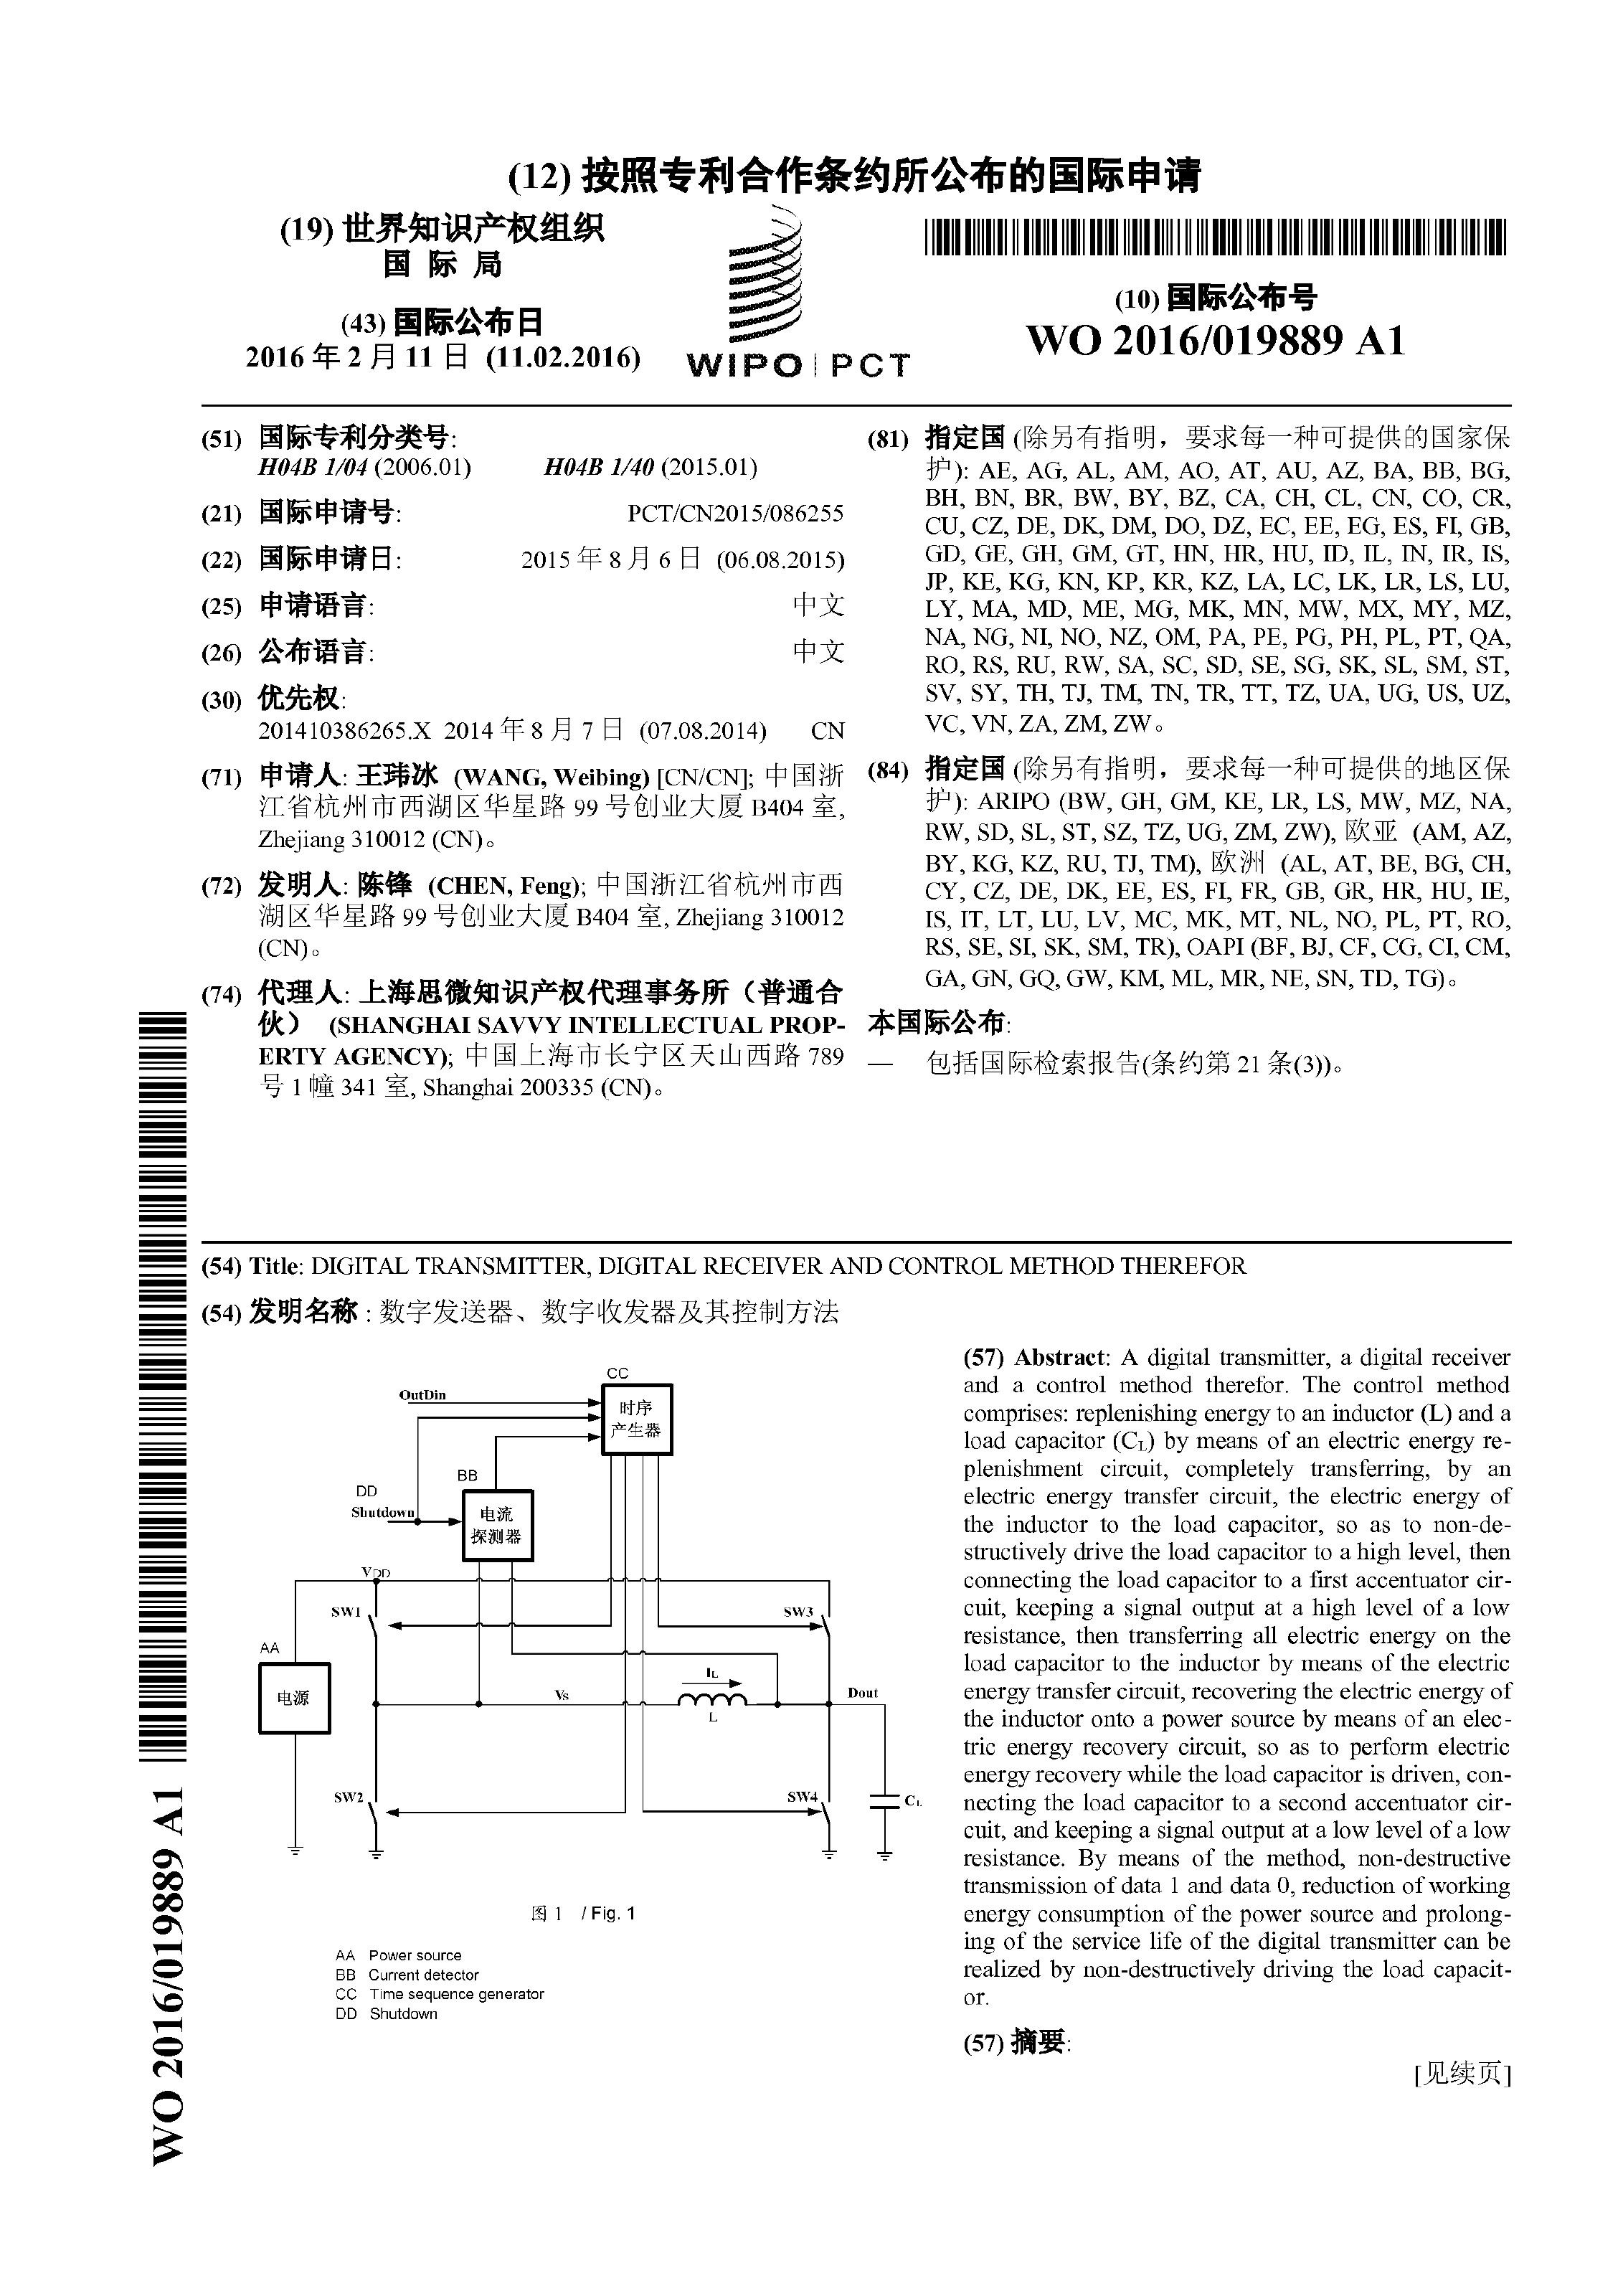 (12) 按照专利合作条约所公布的国际申请
(19) 世界知识产权组织
国 际 局
(43) 国际公布日
2016 年 2 月 11 日 (11.02.2016)
WIPO | PCT
(10) 国际公布号
WO 2016/019889 A1
(51) 国际专利分类号:
H04B 1/04 (2006.01) H04B 1/40 (2015.01)
(21) 国际申请号: PCT/CN2015/086255
(22) 国际申请日: 2015 年 8 月 6 日 (06.08.2015)
(25) 申请语言: 中文
(26) 公布语言: 中文
(30) 优先权:
201410386265.X 2014 年 8 月 7 日 (07.08.2014) CN
(71) 申请人: 王玮冰 (WANG, Weibing) [CN/CN]; 中国浙
江省杭州市西湖区华星路 99 号创业大厦 B404 室,
Zhejiang 310012 (CN)。
(72) 发明人: 陈锋 (CHEN, Feng); 中国浙江省杭州市西
湖区华星路 99 号创业大厦 B404 室, Zhejiang 310012
(CN)。
(74) 代理人: 上海思微知识产权代理事务所（普通合
伙） (SHANGHAI SAVVY INTELLECTUAL PROP-
ERTY AGENCY); 中国上海市长宁区天山西路 789
号 1 幢 341 室, Shanghai 200335 (CN)。
(81) 指定国 (除另有指明，要求每一种可提供的国家保
护): AE, AG, AL, AM, AO, AT, AU, AZ, BA, BB, BG,
BH, BN, BR, BW, BY, BZ, CA, CH, CL, CN, CO, CR,
CU, CZ, DE, DK, DM, DO, DZ, EC, EE, EG, ES, FI, GB,
GD, GE, GH, GM, GT, HN, HR, HU, ID, IL, IN, IR, IS,
JP, KE, KG, KN, KP, KR, KZ, LA, LC, LK, LR, LS, LU,
LY, MA, MD, ME, MG, MK, MN, MW, MX, MY, MZ,
NA, NG, NI, NO, NZ, OM, PA, PE, PG, PH, PL, PT, QA,
RO, RS, RU, RW, SA, SC, SD, SE, SG, SK, SL, SM, ST,
SV, SY, TH, TJ, TM, TN, TR, TT, TZ, UA, UG, US, UZ,
VC, VN, ZA, ZM, ZW。
(84) 指定国 (除另有指明，要求每一种可提供的地区保
护): ARIPO (BW, GH, GM, KE, LR, LS, MW, MZ, NA,
RW, SD, SL, ST, SZ, TZ, UG, ZM, ZW), 欧亚 (AM, AZ,
BY, KG, KZ, RU, TJ, TM), 欧洲 (AL, AT, BE, BG, CH,
CY, CZ, DE, DK, EE, ES, FI, FR, GB, GR, HR, HU, IE,
IS, IT, LT, LU, LV, MC, MK, MT, NL, NO, PL, PT, RO,
RS, SE, SI, SK, SM, TR), OAPI (BF, BJ, CF, CG, CI, CM,
GA, GN, GQ, GW, KM, ML, MR, NE, SN, TD, TG)。
本国际公布:
— 包括国际检索报告(条约第 21 条(3))。
(54) Title: DIGITAL TRANSMITTER, DIGITAL RECEIVER AND CONTROL METHOD THEREFOR
(54) 发明名称 : 数字发送器、数字收发器及其控制方法
CC
OutDin
时序
产生器
BB
DD
Shutdown
电流
探测器
VDD
SW1
SW3
AA
电源
IL
Vs
L
Dout
SW2
SW4
CL
图 1 / Fig. 1
AA Power source
BB Current detector
CC Time sequence generator
DD Shutdown
(57) Abstract: A digital transmitter, a digital receiver
and a control method therefor. The control method
comprises: replenishing energy to an inductor (L) and a
load capacitor (CL) by means of an electric energy re-
plenishment circuit, completely transferring, by an
electric energy transfer circuit, the electric energy of
the inductor to the load capacitor, so as to non-de-
structively drive the load capacitor to a high level, then
connecting the load capacitor to a first accentuator cir-
cuit, keeping a signal output at a high level of a low
resistance, then transferring all electric energy on the
load capacitor to the inductor by means of the electric
energy transfer circuit, recovering the electric energy of
the inductor onto a power source by means of an elec-
tric energy recovery circuit, so as to perform electric
energy recovery while the load capacitor is driven, con-
necting the load capacitor to a second accentuator cir-
cuit, and keeping a signal output at a low level of a low
resistance. By means of the method, non-destructive
transmission of data 1 and data 0, reduction of working
energy consumption of the power source and prolong-
ing of the service life of the digital transmitter can be
realized by non-destructively driving the load capacit-
or.
(57) 摘要:
[见续页]
WO 2016/019889 A1